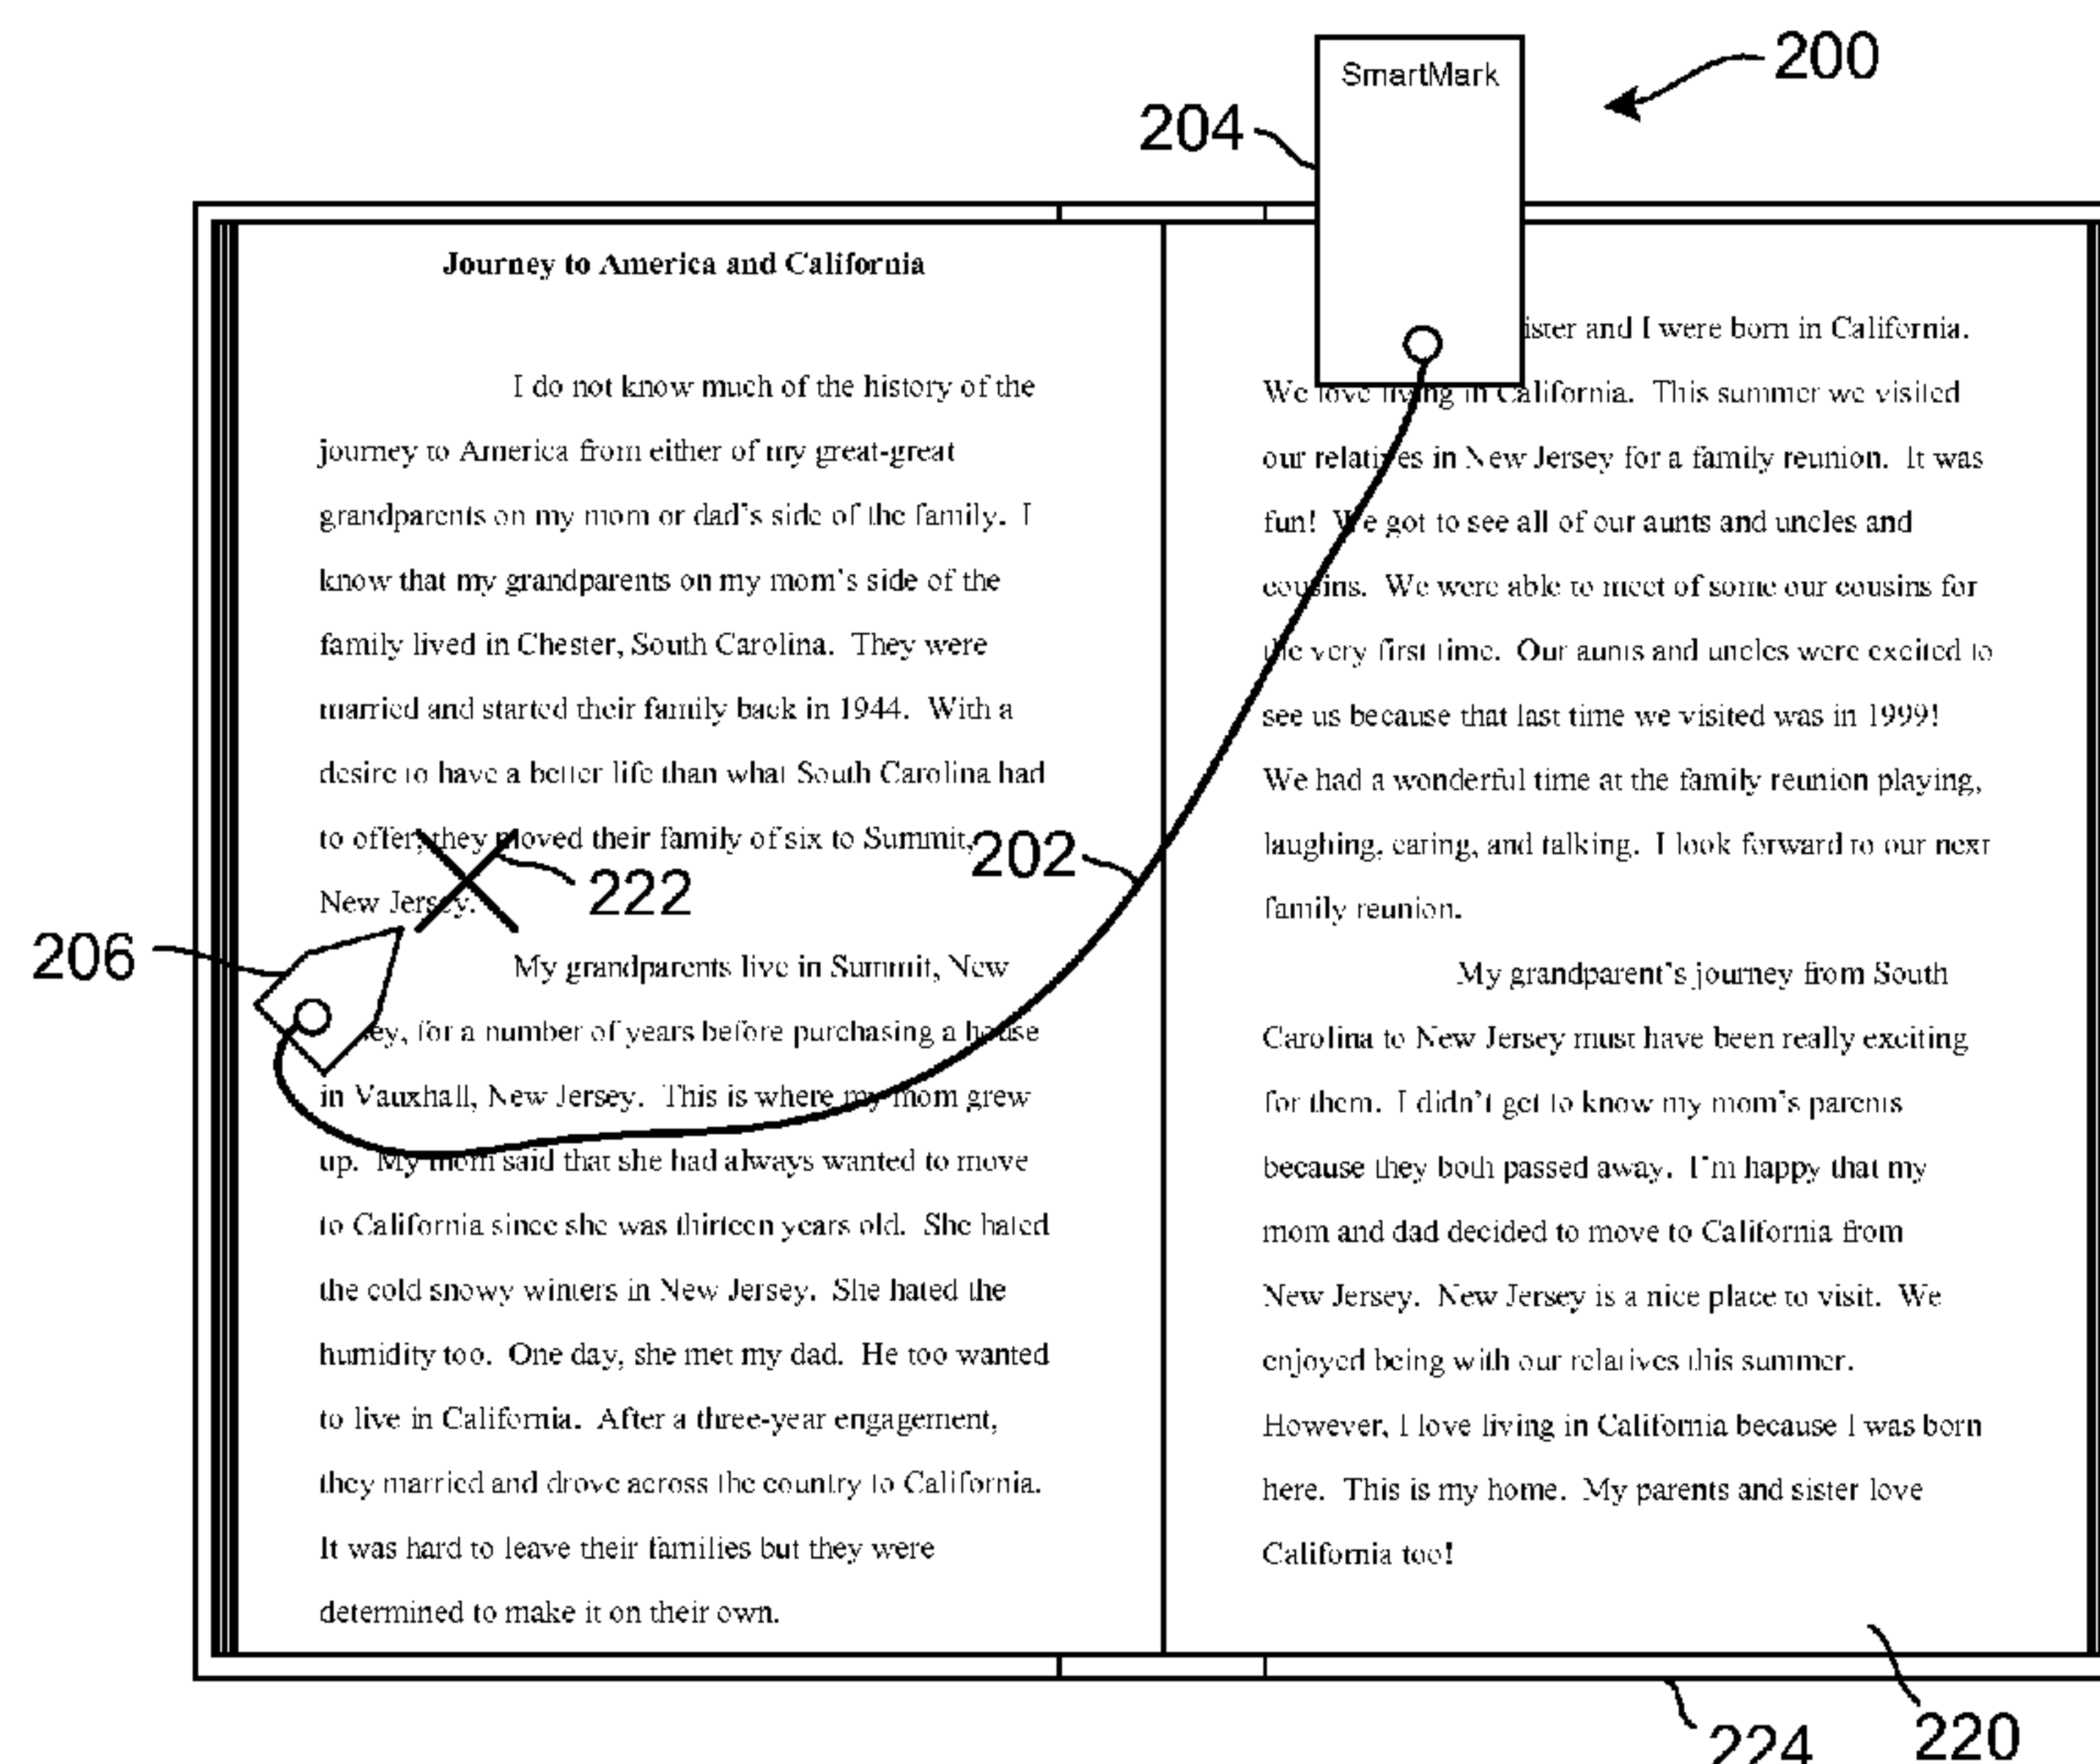 200
SmartMark
204
Journey to America and California
I do not know much of the history of the
journey to America from either of my great-great
grandparents on my mom or dad's side of the family. I
know that my grandparents on my mom's side of the
family lived in Chester, South Carolina. They were
married and started their family back in 1944. With a
desire to have a better life than what South Carolina had
to offer, they moved their family of six to Summit,
New Jersey.
222
202
206
My grandparents live in Summit, New
ey, for a number of years before purchasing a house
in Vauxhall, New Jersey. This is where my mom grew
up. My mom said that she had always wanted to move
to California since she was thirteen years old. She hated
the cold snowy winters in New Jersey. She hated the
humidity too. One day, she met my dad. He too wanted
to live in California. After a three-year engagement,
they married and drove across the country to California.
It was hard to leave their families but they were
determined to make it on their own.
ister and I were born in California.
We love living in California. This summer we visited
our relatives in New Jersey for a family reunion. It was
fun! We got to see all of our aunts and uncles and
cousins. We were able to meet of some our cousins for
the very first time. Our aunts and uncles were excited to
see us because that last time we visited was in 1999!
We had a wonderful time at the family reunion playing,
laughing, eating, and talking. I look forward to our next
family reunion.
My grandparent's journey from South
Carolina to New Jersey must have been really exciting
for them. I didn't get to know my mom's parents
because they both passed away. I'm happy that my
mom and dad decided to move to California from
New Jersey. New Jersey is a nice place to visit. We
enjoyed being with our relatives this summer.
However, I love living in California because I was born
here. This is my home. My parents and sister love
California too!
224
220